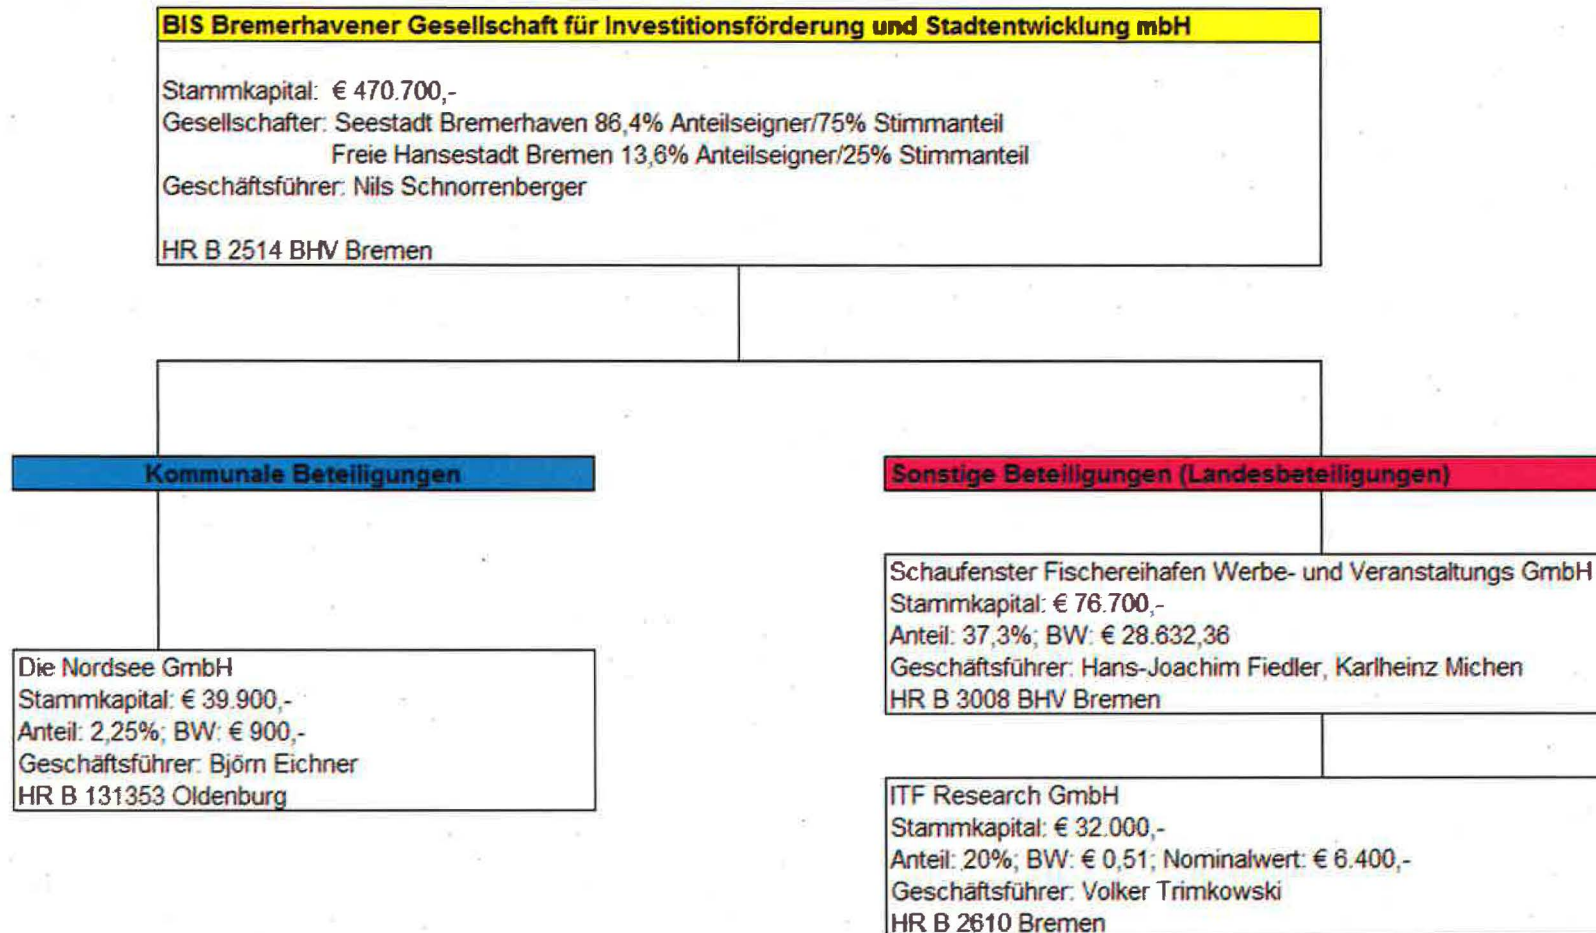 BIS Bremerhavener Gesellschaft für Investitionsförderung und Stadtentwicklung mbH
Stammkapital: € 470.700,-
Gesellschafter: Seestadt Bremerhaven 86,4% Anteilseigner/75% Stimmanteil
Freie Hansestadt Bremen 13,6% Anteilseigner/25% Stimmanteil
Geschäftsführer: Nils Schnorrenberger
HR B 2514 BHV Bremen
Kommunale Beteiligungen
Die Nordsee GmbH
Stammkapital: € 39.900,-
Anteil: 2,25%; BW: € 900,-
Geschäftsführer: Björn Eichner
HR B 131353 Oldenburg
Sonstige Beteiligungen (Landesbeteiligungen)
Schaufenster Fischereihafen Werbe- und Veranstaltungs GmbH
Stammkapital: € 76.700,-
Anteil: 37,3%; BW: € 28.632,36
Geschäftsführer: Hans-Joachim Fiedler, Karlheinz Michen
HR B 3008 BHV Bremen
ITF Research GmbH
Stammkapital: € 32.000,-
Anteil: 20%; BW: € 0,51; Nominalwert: € 6.400,-
Geschäftsführer: Volker Trimkowski
HR B 2610 Bremen